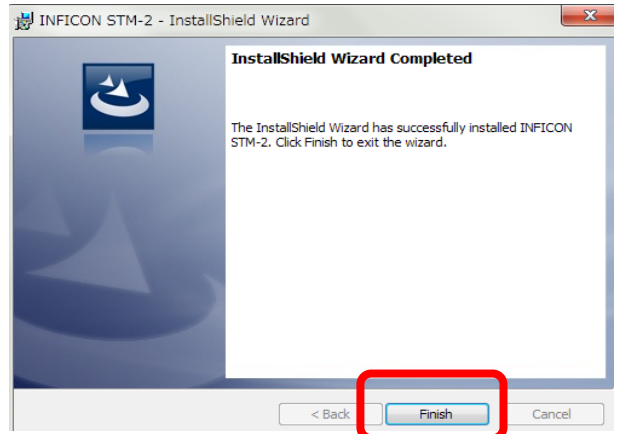 INFICON STM-2 - InstallShield Wizard
InstallShield Wizard Completed
The InstallShield Wizard has successfully installed INFICON
STM-2. Click Finish to exit the wizard.
< Back
Finish
Cancel